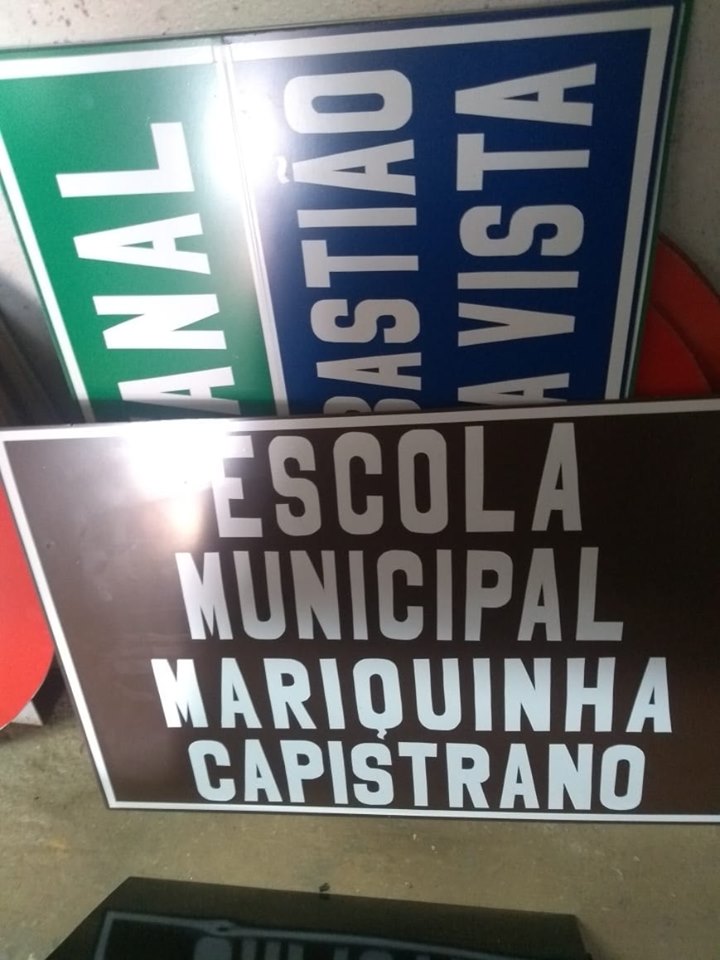 ANAL
BASTIÃO
A VISTA
ESCOLA
MUNICIPAL
MARIQUINHA
CAPISTRANO